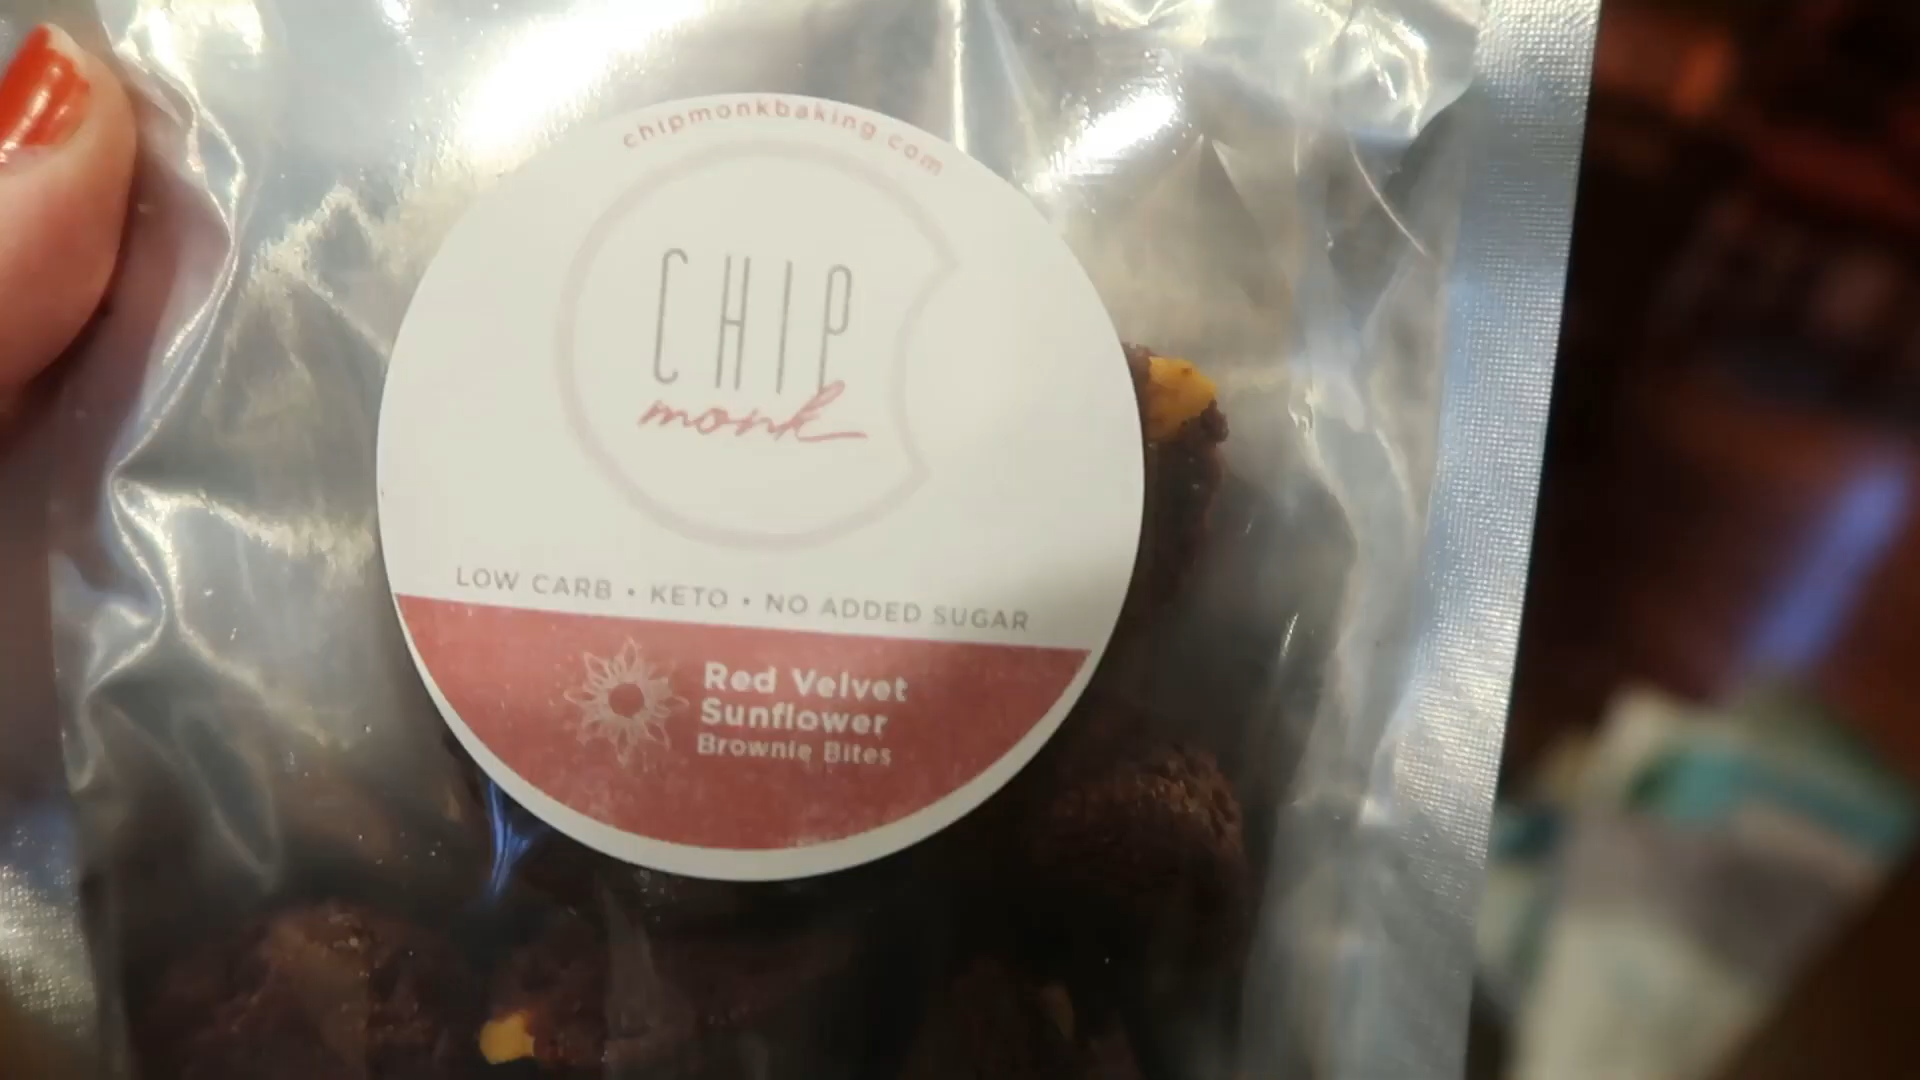 chipmonkbaking.com
CHIP
monk
LOW CARB • KETO • NO ADDED SUGAR
Red Velvet
Sunflower
Brownie Bites